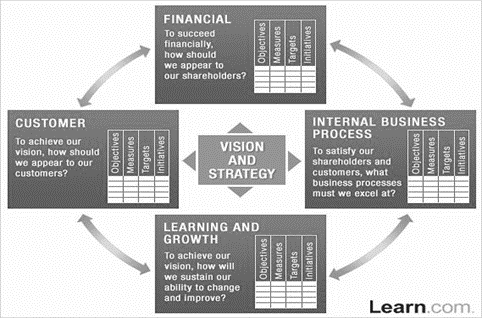 FINANCIAL
To succeed
financially,
how should
we appear to
our shareholders?
Objectives
Measures
Targets
Initiatives
CUSTOMER
To achieve our
vision, how should
we appear to our
customers?
Objectives
Measures
Targets
Initiatives
VISION
AND
STRATEGY
INTERNAL BUSINESS
PROCESS
To satisfy our
shareholders and
customers, what
business processes
must we excel at?
Objectives
Measures
Targets
Initiatives
LEARNING AND
GROWTH
To achieve our
vision, how will
we sustain our
ability to change
and improve?
Objectives
Measures
Targets
Initiatives
Learn.com.